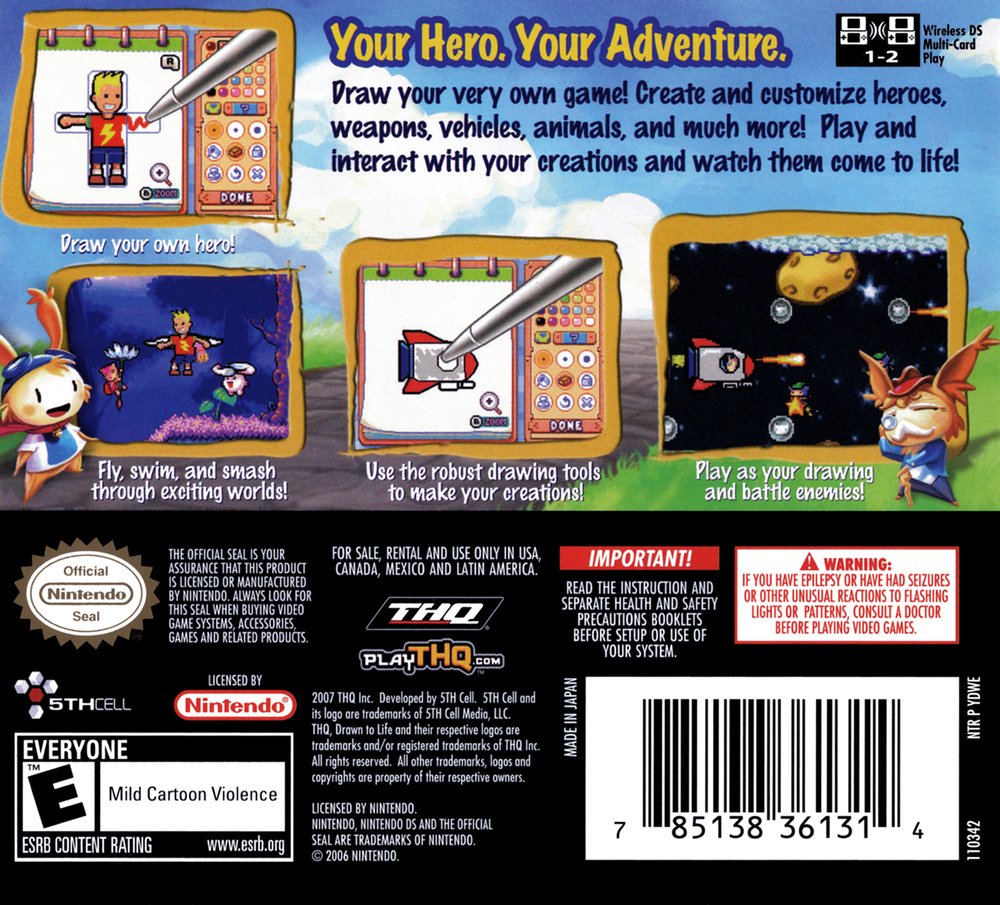 Your Hero. Your Adventure.
Wireless DS
Multi-Card
Play
1-2
Draw your very own game! Create and customize heroes,
weapons, vehicles, animals, and much more! Play and
interact with your creations and watch them come to life!
R
B ZOOM
?
DONE
Draw your own hero!
B ZOOM
?
DONE
Fly, swim, and smash
through exciting worlds!
Use the robust drawing tools
to make your creations!
Play as your drawing
and battle enemies!
Official
Nintendo
Seal
THE OFFICIAL SEAL IS YOUR
ASSURANCE THAT THIS PRODUCT
IS LICENSED OR MANUFACTURED
BY NINTENDO. ALWAYS LOOK FOR
THIS SEAL WHEN BUYING VIDEO
GAME SYSTEMS, ACCESSORIES,
GAMES AND RELATED PRODUCTS.
5TH CELL
LICENSED BY
Nintendo®
EVERYONE
TM
E
Mild Cartoon Violence
ESRB CONTENT RATING
www.esrb.org
FOR SALE, RENTAL AND USE ONLY IN USA,
CANADA, MEXICO AND LATIN AMERICA.
THQ®
PLAYTHQ.COM™
2007 THQ Inc. Developed by 5TH Cell. 5TH Cell and
its logo are trademarks of 5TH Cell Media, LLC.
THQ, Drawn to Life and their respective logos are
trademarks and/or registered trademarks of THQ Inc.
All rights reserved. All other trademarks, logos and
copyrights are property of their respective owners.
LICENSED BY NINTENDO.
NINTENDO, NINTENDO DS AND THE OFFICIAL
SEAL ARE TRADEMARKS OF NINTENDO.
© 2006 NINTENDO.
IMPORTANT!
READ THE INSTRUCTION AND
SEPARATE HEALTH AND SAFETY
PRECAUTIONS BOOKLETS
BEFORE SETUP OR USE OF
YOUR SYSTEM.
WARNING:
IF YOU HAVE EPILEPSY OR HAVE HAD SEIZURES
OR OTHER UNUSUAL REACTIONS TO FLASHING
LIGHTS OR PATTERNS, CONSULT A DOCTOR
BEFORE PLAYING VIDEO GAMES.
MADE IN JAPAN
7 85138 36131 4
NTR P YDWE
110342